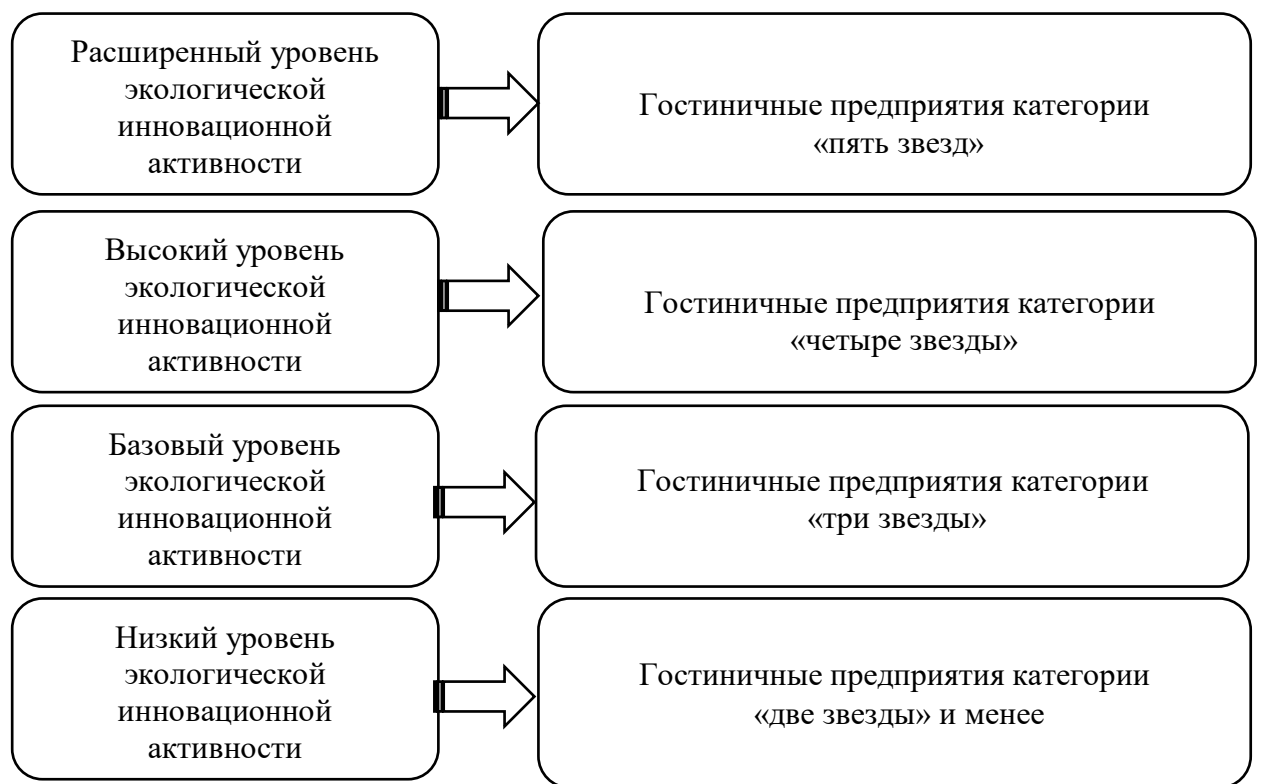 Расширенный уровень
экологической
инновационной
активности
Гостиничные предприятия категории
«пять звезд»
Высокий уровень
экологической
инновационной
активности
Гостиничные предприятия категории
«четыре звезды»
Базовый уровень
экологической
инновационной
активности
Гостиничные предприятия категории
«три звезды»
Низкий уровень
экологической
инновационной
активности
Гостиничные предприятия категории
«две звезды» и менее